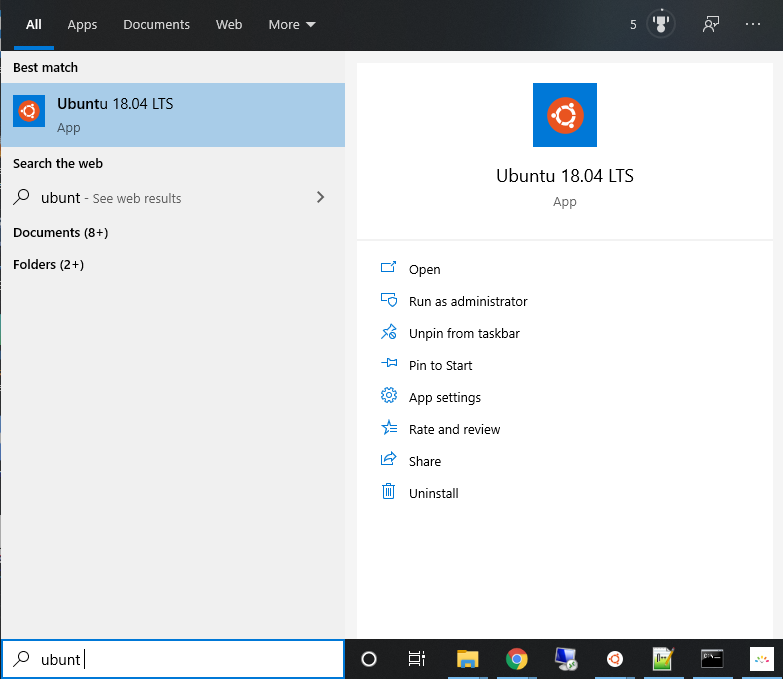 All Apps Documents Web More 5
Best match
Ubuntu 18.04 LTS
App
Search the web
ubunt - See web results
Documents (8+)
Folders (2+)
Ubuntu 18.04 LTS
App
Open
Run as administrator
Unpin from taskbar
Pin to Start
App settings
Rate and review
Share
Uninstall
ubunt